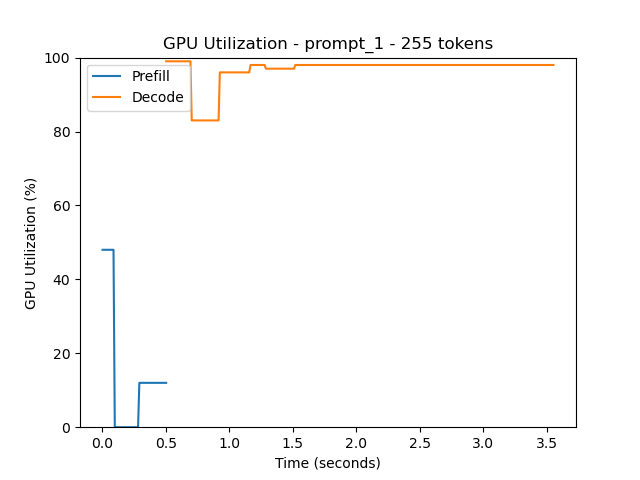 GPU Utilization - prompt_1 - 255 tokens
GPU Utilization (%)
100
80
60
40
20
0
Prefill
Decode
0.0 0.5 1.0 1.5 2.0 2.5 3.0 3.5
Time (seconds)